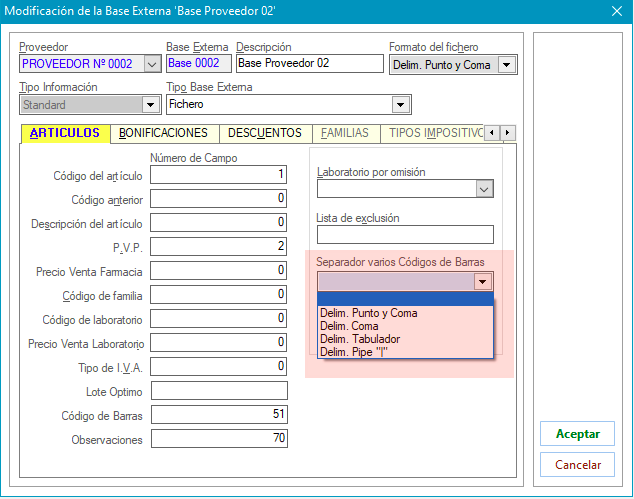 Modificación de la Base Externa 'Base Proveedor 02'
Proveedor Base Externa Descripción Formato del fichero
PROVEEDOR Nº 0002 Base 0002 Base Proveedor 02 Delim. Punto y Coma
Tipo Información Tipo Base Externa
Standard Fichero
ARTICULOS BONIFICACIONES DESCUENTOS FAMILIAS TIPOS IMPOSITIVO
Número de Campo
Código del artículo 1
Código anterior 0
Descripción del artículo 0
P.V.P. 2
Precio Venta Farmacia 0
Código de familia 0
Código de laboratorio 0
Precio Venta Laboratorio 0
Tipo de I.V.A. 0
Lote Optimo
Código de Barras 51
Observaciones 70
Laboratorio por omisión
Lista de exclusión
Separador varios Códigos de Barras
Delim. Punto y Coma
Delim. Coma
Delim. Tabulador
Delim. Pipe "|"
Aceptar
Cancelar